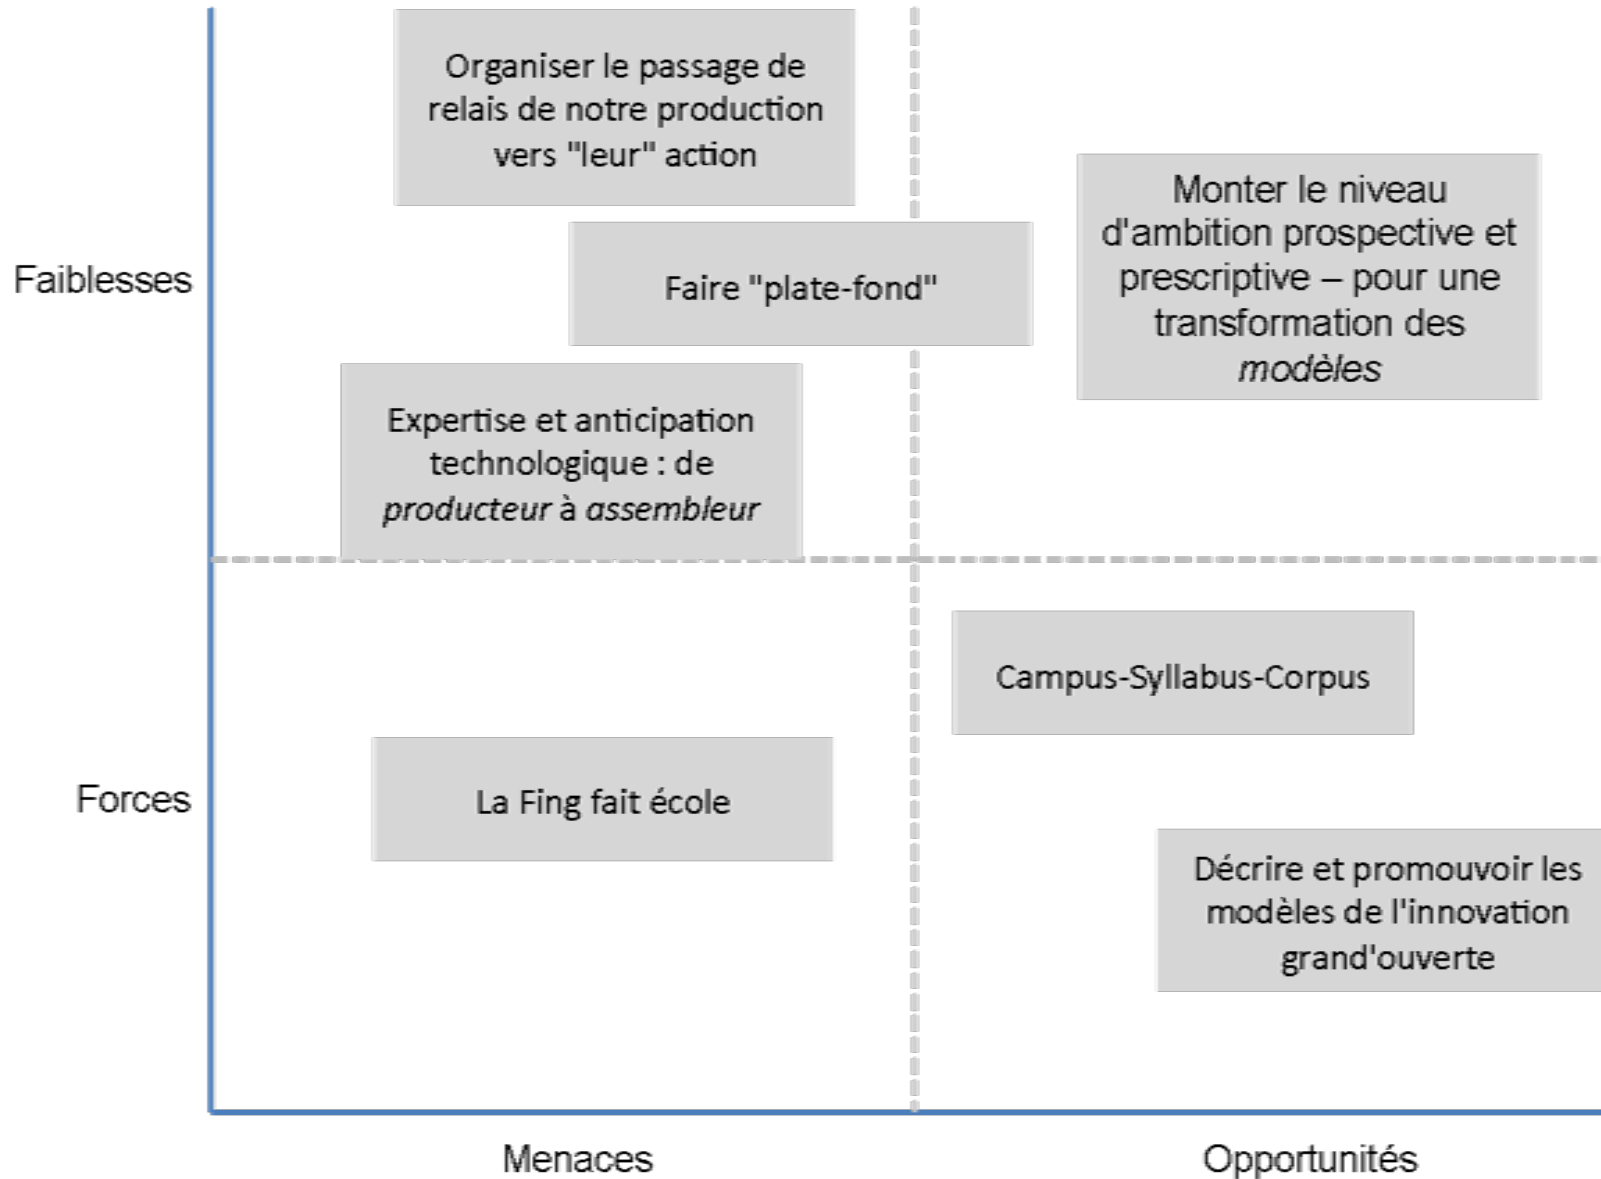 Organiser le passage de
relais de notre production
vers "leur" action
Monter le niveau
d'ambition prospective et
prescriptive – pour une
transformation des
modèles
Faiblesses
Faire "plate-fond"
Expertise et anticipation
technologique : de
producteur à assembleur
Campus-Syllabus-Corpus
Forces
La Fing fait école
Décrire et promouvoir les
modèles de l'innovation
grand'ouverte
Menaces
Opportunités